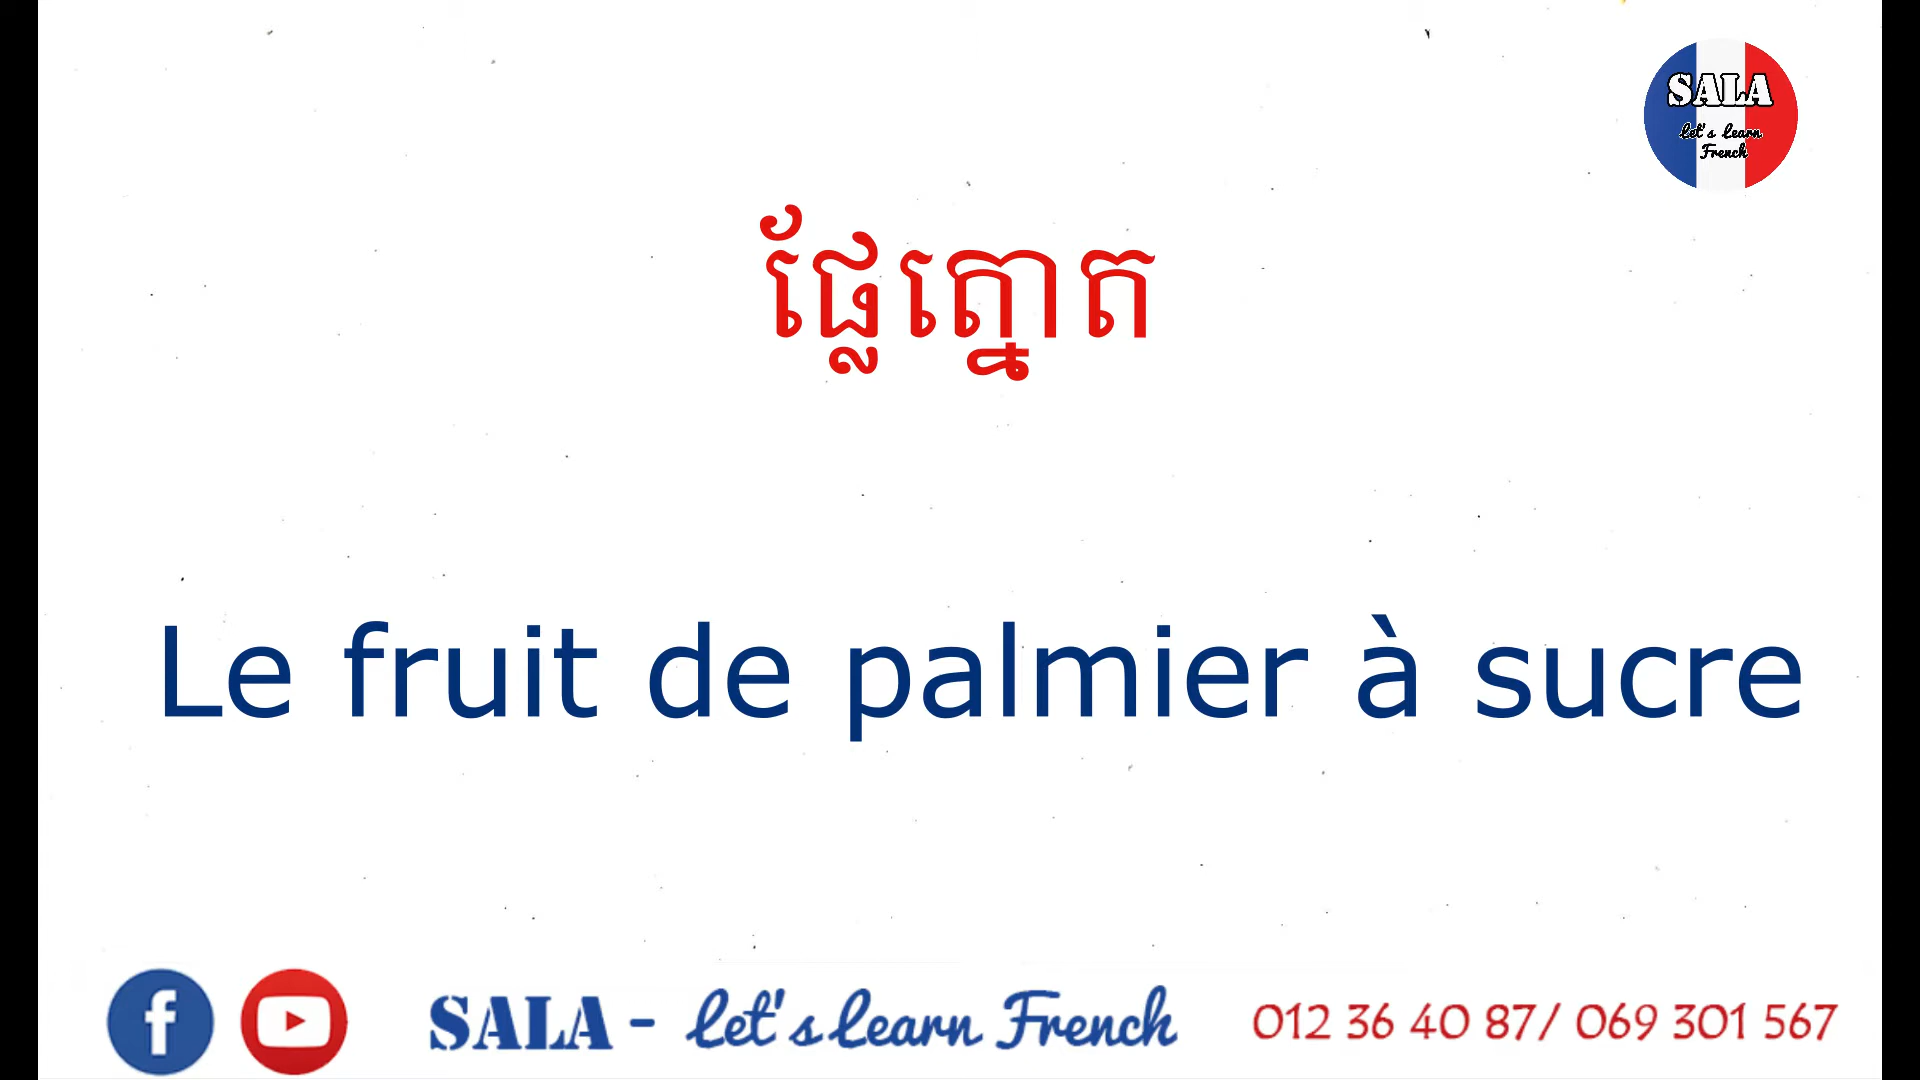 SALA
Let's Learn
French
ផ្លែត្នោត
Le fruit de palmier à sucre
SALA - Let's Learn French 012 36 40 87/ 069 301 567